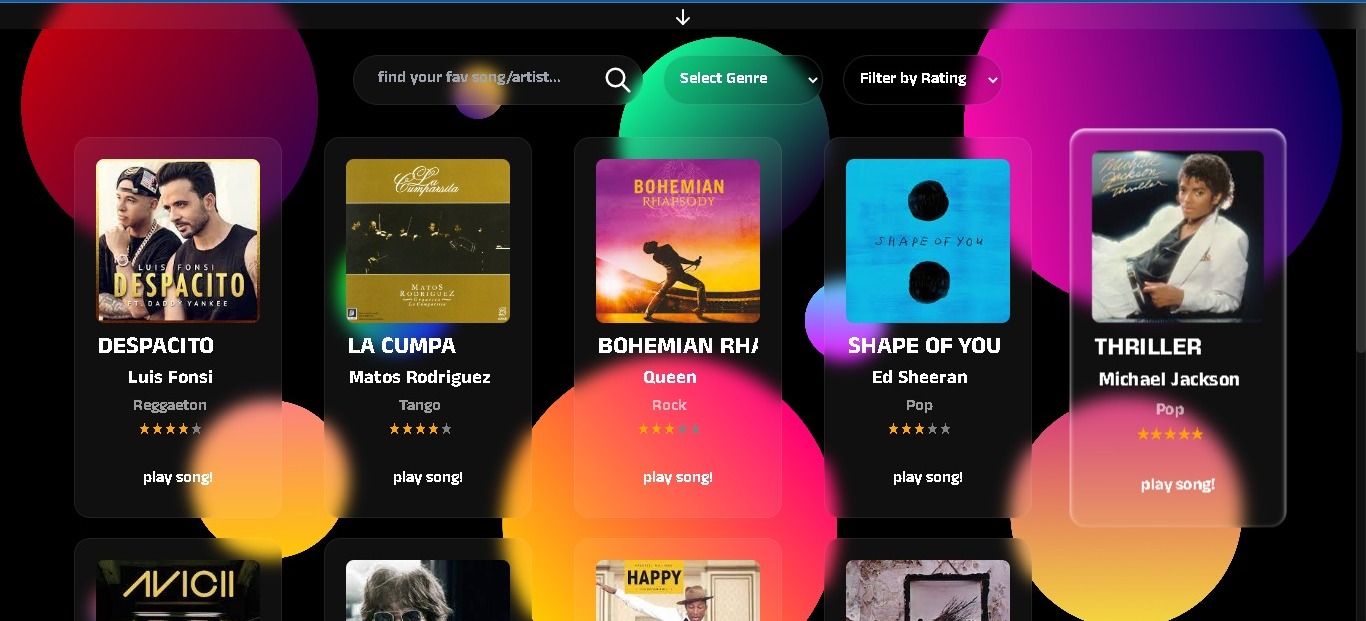 find your fav song/artist...
Select Genre
Filter by Rating
LUIS FONSI
DESPACITO
FT. DADDY YANKEE
DESPACITO
Luis Fonsi
Reggaeton
play song!
La
Cumparsita
MATOS
RODRIGUEZ
LA CUMPA
Matos Rodriguez
Tango
play song!
BOHEMIAN
RHAPSODY
BOHEMIAN RHA
Queen
Rock
play song!
SHAPE OF YOU
SHAPE OF YOU
Ed Sheeran
Pop
play song!
Michael
Jackson
Thriller
THRILLER
Michael Jackson
Pop
play song!
AVICII
HAPPY